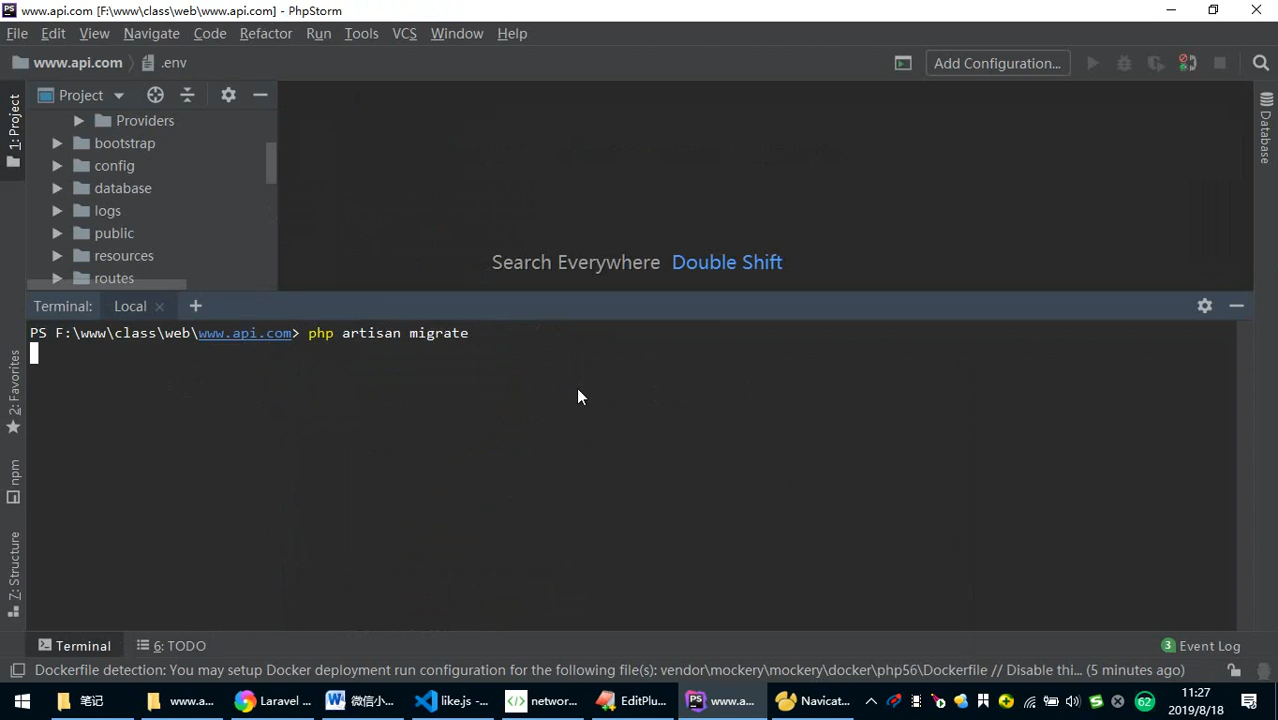 www.api.com [F:\www\class\web\www.api.com] - PhpStorm
File Edit View Navigate Code Refactor Run Tools VCS Window Help
www.api.com .env Add Configuration...
1: Project
Project
Providers
bootstrap
config
database
logs
public
resources
routes
Search Everywhere Double Shift
Database
Terminal: Local
PS F:\www\class\web\www.api.com> php artisan migrate
2: Favorites
npm
7: Structure
Terminal 6: TODO 3 Event Log
Dockerfile detection: You may setup Docker deployment run configuration for the following file(s): vendor\mockery\mockery\docker\php56\Dockerfile // Disable thi... (5 minutes ago)
笔记 www.a... Laravel ... 微信小... like.js -... networ... EditPlu... www.a... Navicat... 62 11:27
2019/8/18